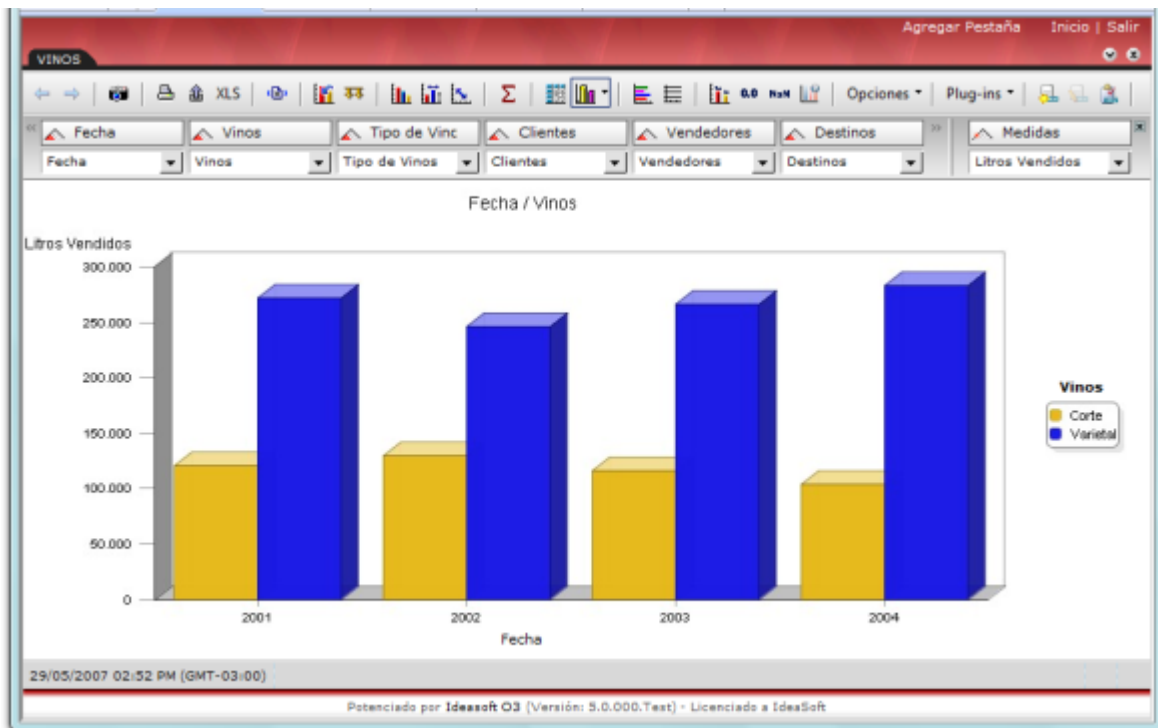 Agregar Pestaña Inicio | Salir
VINOS
XLS Σ 0.0 NaN Opciones Plug-ins
Fecha Vinos Tipo de Vinc Clientes Vendedores Destinos Medidas
Fecha Vinos Tipo de Vinos Clientes Vendedores Destinos Litros Vendidos
Fecha / Vinos
Litros Vendidos
300.000
250.000
200.000
150.000
100.000
50.000
0
2001 2002 2003 2004
Fecha
Vinos
Corte
Varietal
29/05/2007 02:52 PM (GMT-03:00)
Potenciado por Ideasoft O3 (Versión: 5.0.000.Test) - Licenciado a IdeaSoft